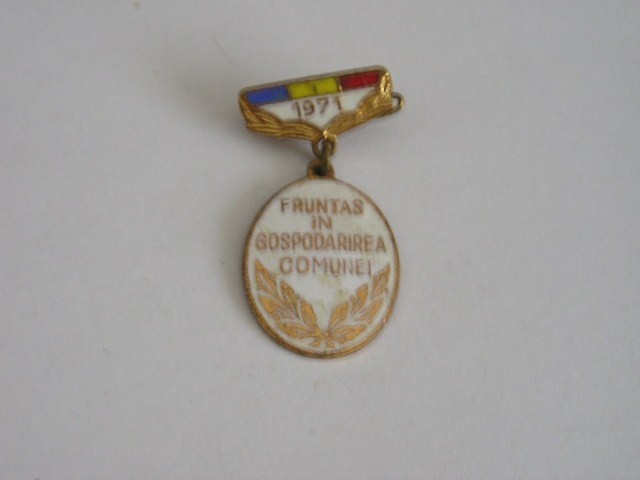 1971
FRUNTAS
IN
GOSPODARIREA
COMUNEI